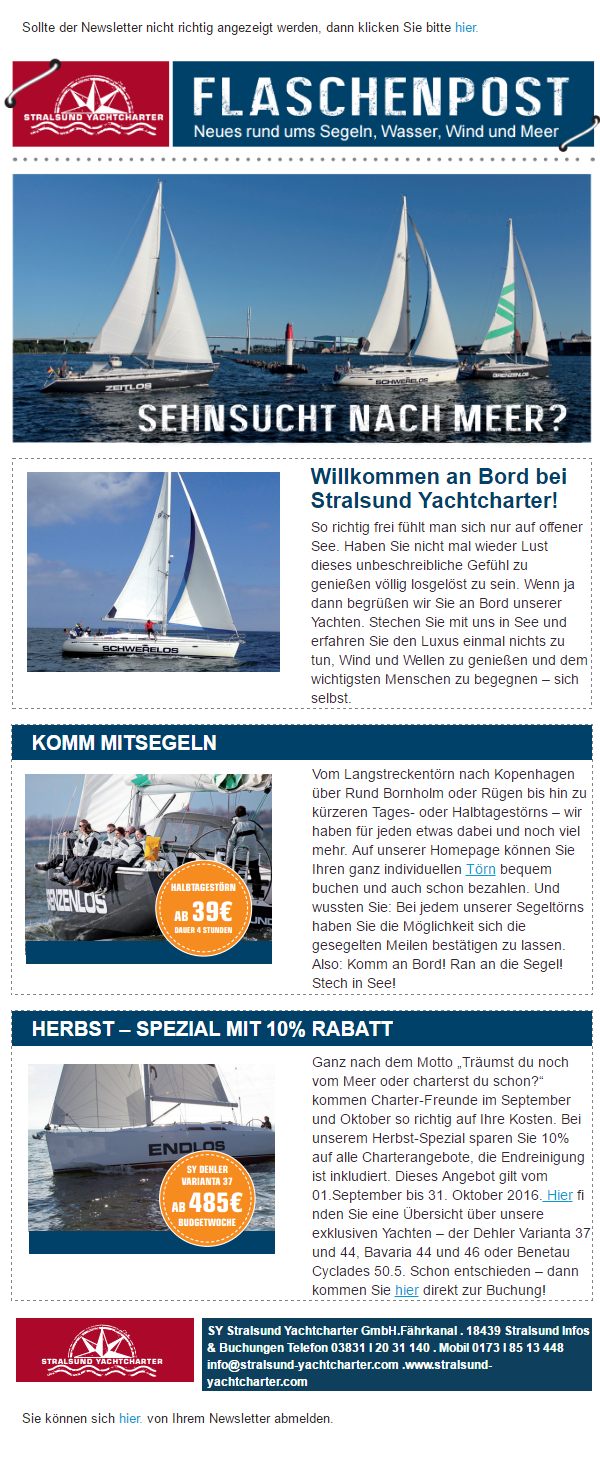 Sollte der Newsletter nicht richtig angezeigt werden, dann klicken Sie bitte hier.
STRALSUND YACHTCHARTER
FLASCHENPOST
Neues rund ums Segeln, Wasser, Wind und Meer
ZEITLOS
SCHWERELOS
GRENZENLOS
SEHNSUCHT NACH MEER?
SCHWERELOS
Willkommen an Bord bei
Stralsund Yachtcharter!
So richtig frei fühlt man sich nur auf offener
See. Haben Sie nicht mal wieder Lust
dieses unbeschreibliche Gefühl zu
genießen völlig losgelöst zu sein. Wenn ja
dann begrüßen wir Sie an Bord unserer
Yachten. Stechen Sie mit uns in See und
erfahren Sie den Luxus einmal nichts zu
tun, Wind und Wellen zu genießen und dem
wichtigsten Menschen zu begegnen – sich
selbst.
KOMM MITSEGELN
ENZENLOS
SUND
HALBTAGESTÖRN
AB 39€
DAUER 4 STUNDEN
Vom Langstreckentörn nach Kopenhagen
über Rund Bornholm oder Rügen bis hin zu
kürzeren Tages- oder Halbtagestörns – wir
haben für jeden etwas dabei und noch viel
mehr. Auf unserer Homepage können Sie
Ihren ganz individuellen Törn bequem
buchen und auch schon bezahlen. Und
wussten Sie: Bei jedem unserer Segeltörns
haben Sie die Möglichkeit sich die
gesegelten Meilen bestätigen zu lassen.
Also: Komm an Bord! Ran an die Segel!
Stech in See!
HERBST – SPEZIAL MIT 10% RABATT
ENDLOS
SY DEHLER
VARIANTA 37
AB 485€
BUDGETWOCHE
Ganz nach dem Motto „Träumst du noch
vom Meer oder charterst du schon?“
kommen Charter-Freunde im September
und Oktober so richtig auf Ihre Kosten. Bei
unserem Herbst-Spezial sparen Sie 10%
auf alle Charterangebote, die Endreinigung
ist inkludiert. Dieses Angebot gilt vom
01.September bis 31. Oktober 2016. Hier fi
nden Sie eine Übersicht über unsere
exklusiven Yachten – der Dehler Varianta 37
und 44, Bavaria 44 und 46 oder Benetau
Cyclades 50.5. Schon entschieden – dann
kommen Sie hier direkt zur Buchung!
STRALSUND YACHTCHARTER
SY Stralsund Yachtcharter GmbH.Fährkanal . 18439 Stralsund Infos
& Buchungen Telefon 03831 I 20 31 140 . Mobil 0173 I 85 13 448
info@stralsund-yachtcharter.com .www.stralsund-
yachtcharter.com
Sie können sich hier. von Ihrem Newsletter abmelden.